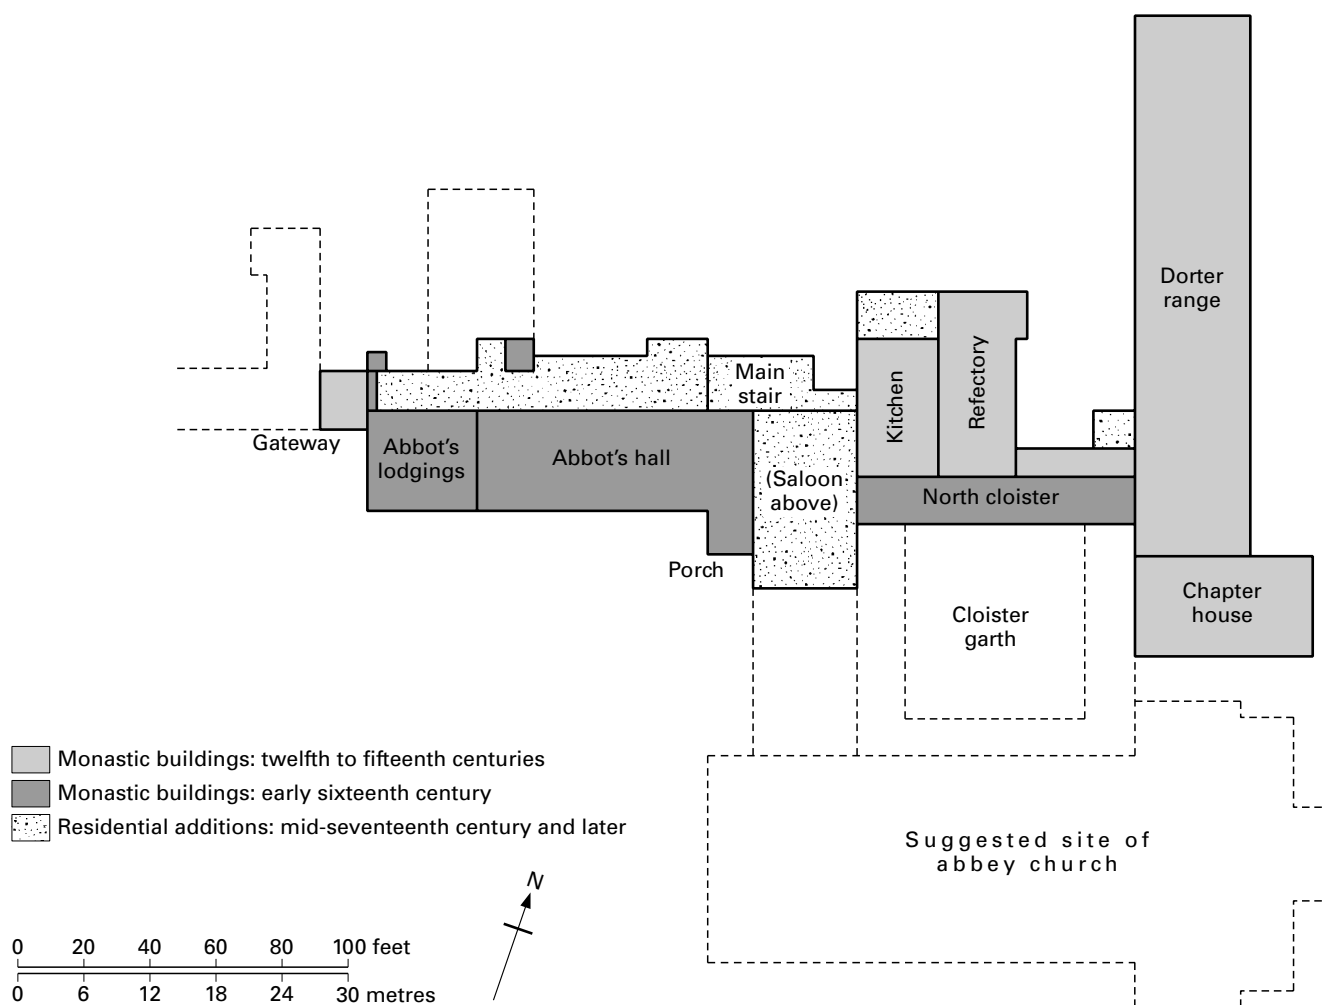 Dorter
range
Main
stair
Kitchen
Refectory
Gateway
Abbot's
lodgings
Abbot's hall
(Saloon
above)
North cloister
Porch
Chapter
house
Cloister
garth
Monastic buildings: twelfth to fifteenth centuries
Monastic buildings: early sixteenth century
Residential additions: mid-seventeenth century and later
Suggested site of
abbey church
N
0 20 40 60 80 100 feet
0 6 12 18 24 30 metres